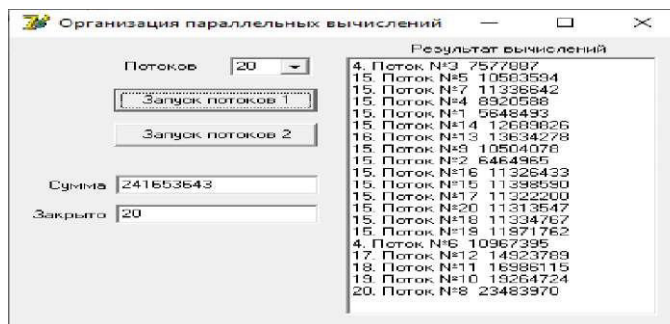 Организация параллельных вычислений
Потоков 20
Запуск потоков 1
Запуск потоков 2
Сумма 241653643
Закрыто 20
Результат вычислений
4. Поток №3 7577887
15. Поток №5 10583594
15. Поток №7 11336642
15. Поток №4 8920588
15. Поток №1 5648493
15. Поток №14 12689826
16. Поток №13 13634278
15. Поток №9 10504078
15. Поток №2 6464965
15. Поток №16 11326433
15. Поток №15 11398590
15. Поток №17 11322200
15. Поток №20 11313547
15. Поток №18 11334767
15. Поток №19 11971762
4. Поток №6 10967395
17. Поток №12 14923789
18. Поток №11 16986115
19. Поток №10 19264724
20. Поток №8 23483970